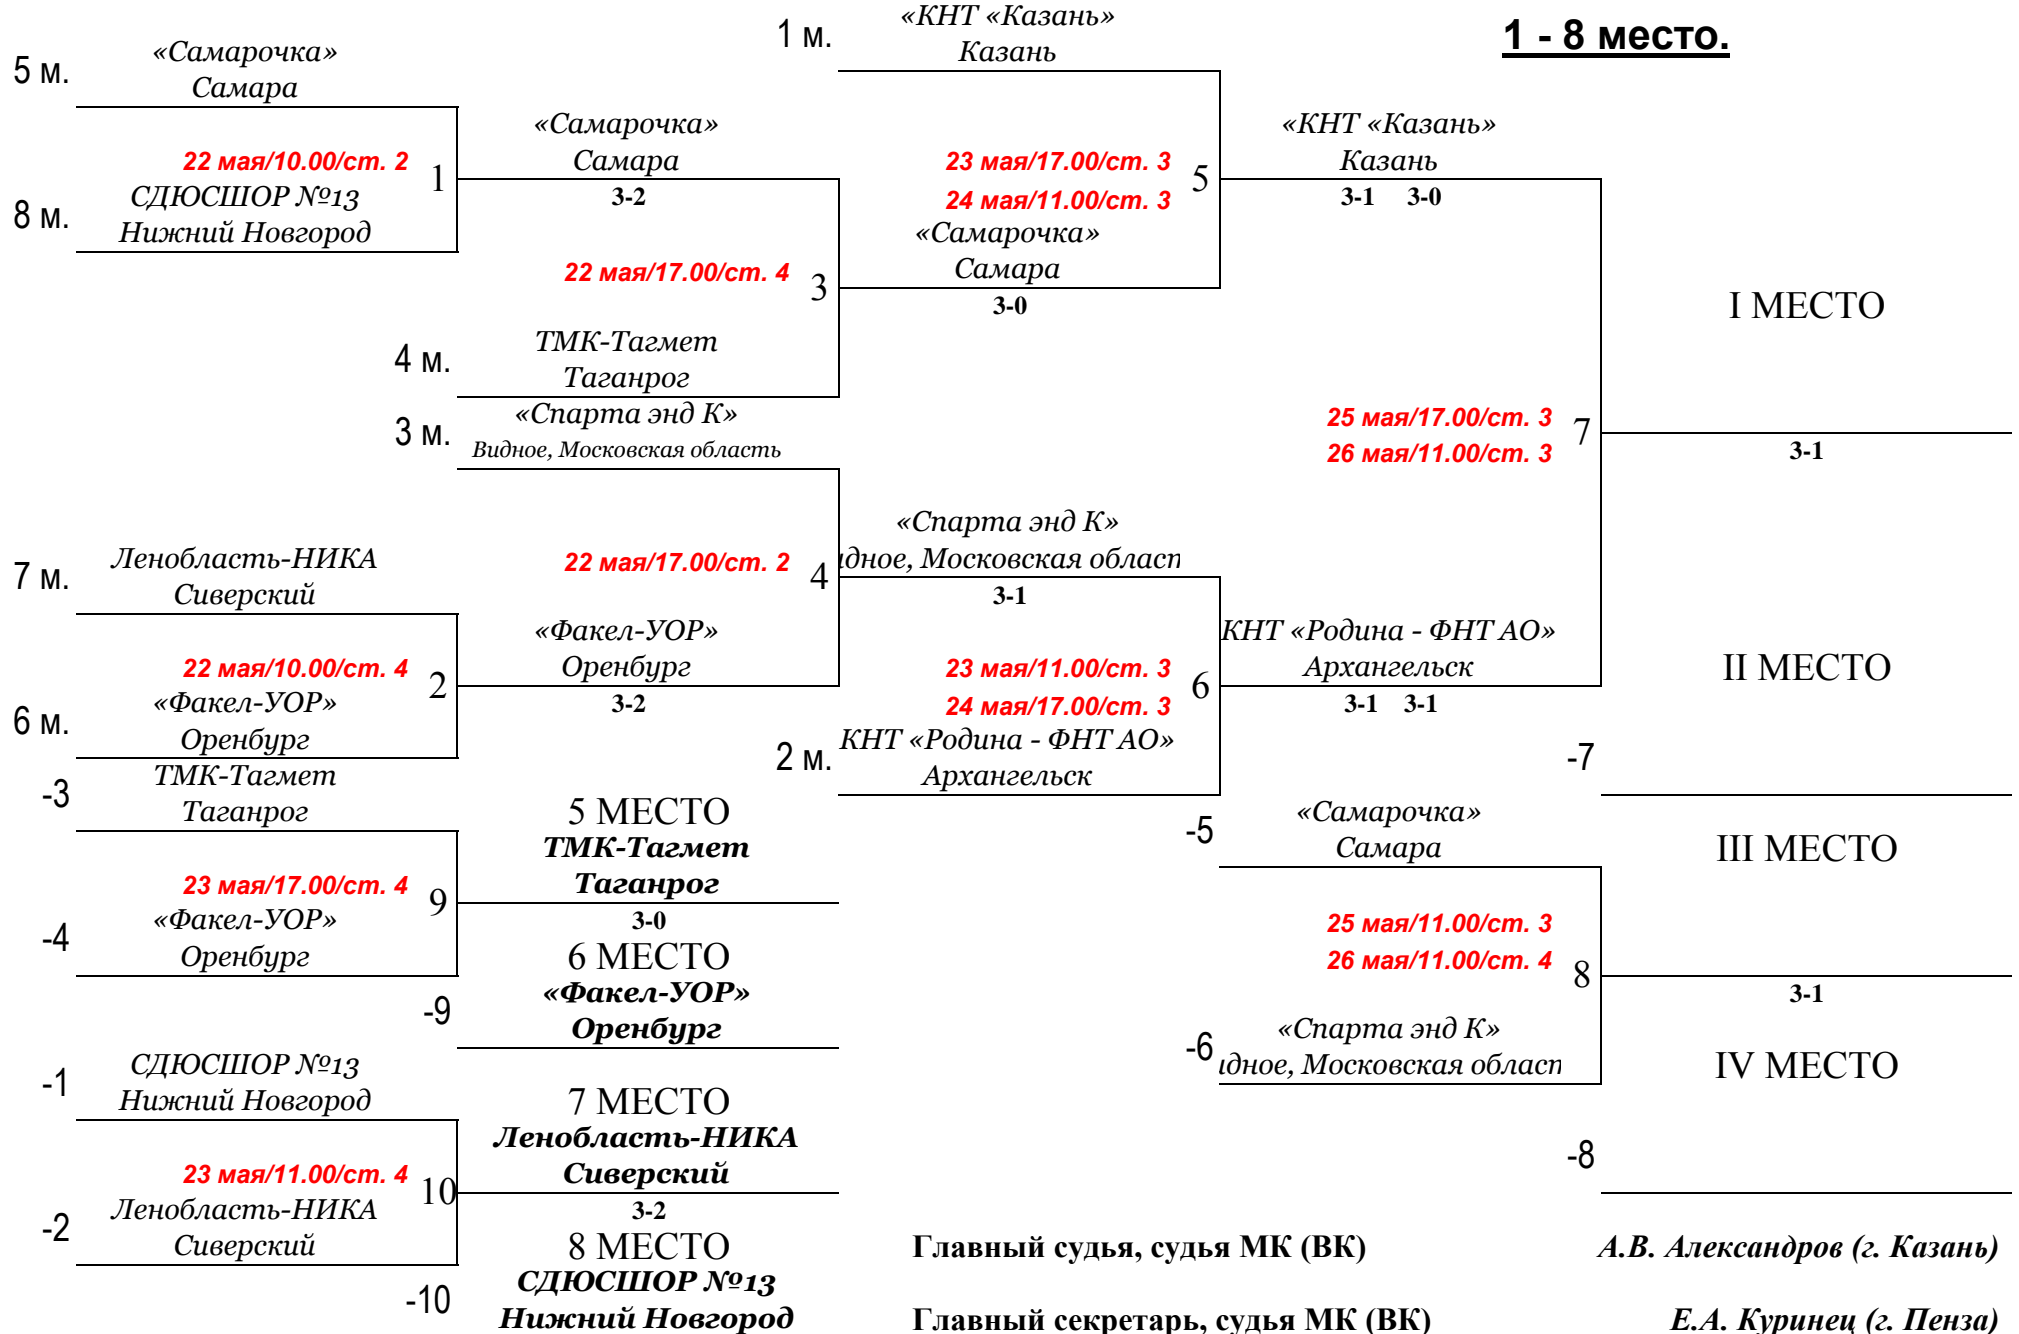 1 - 8 место.
1 м.
«КНТ «Казань»
Казань
5 м.
«Самарочка»
Самара
22 мая/10.00/ст. 2
1
8 м.
СДЮСШОР №13
Нижний Новгород
«Самарочка»
Самара
3-2
22 мая/17.00/ст. 4
3
4 м.
ТМК-Тагмет
Таганрог
23 мая/17.00/ст. 3
24 мая/11.00/ст. 3
5
«Самарочка»
Самара
3-0
«КНТ «Казань»
Казань
3-1 3-0
3 м.
«Спарта энд К»
Видное, Московская область
7 м.
Ленобласть-НИКА
Сиверский
22 мая/10.00/ст. 4
2
6 м.
«Факел-УОР»
Оренбург
22 мая/17.00/ст. 2
4
«Факел-УОР»
Оренбург
3-2
«Спарта энд К»
идное, Московская област
3-1
23 мая/11.00/ст. 3
24 мая/17.00/ст. 3
6
2 м.
КНТ «Родина - ФНТ АО»
Архангельск
КНТ «Родина - ФНТ АО»
Архангельск
3-1 3-1
25 мая/17.00/ст. 3
26 мая/11.00/ст. 3
7
I МЕСТО
3-1
II МЕСТО
-7
-3
ТМК-Тагмет
Таганрог
23 мая/17.00/ст. 4
9
-4
«Факел-УОР»
Оренбург
5 МЕСТО
ТМК-Тагмет
Таганрог
3-0
6 МЕСТО
-9
«Факел-УОР»
Оренбург
-5
«Самарочка»
Самара
25 мая/11.00/ст. 3
26 мая/11.00/ст. 4
8
-6
«Спарта энд К»
идное, Московская област
III МЕСТО
3-1
IV МЕСТО
-8
-1
СДЮСШОР №13
Нижний Новгород
23 мая/11.00/ст. 4
10
-2
Ленобласть-НИКА
Сиверский
7 МЕСТО
Ленобласть-НИКА
Сиверский
3-2
8 МЕСТО
-10
СДЮСШОР №13
Нижний Новгород
Главный судья, судья МК (ВК) А.В. Александров (г. Казань)
Главный секретарь, судья МК (ВК) Е.А. Куринец (г. Пенза)